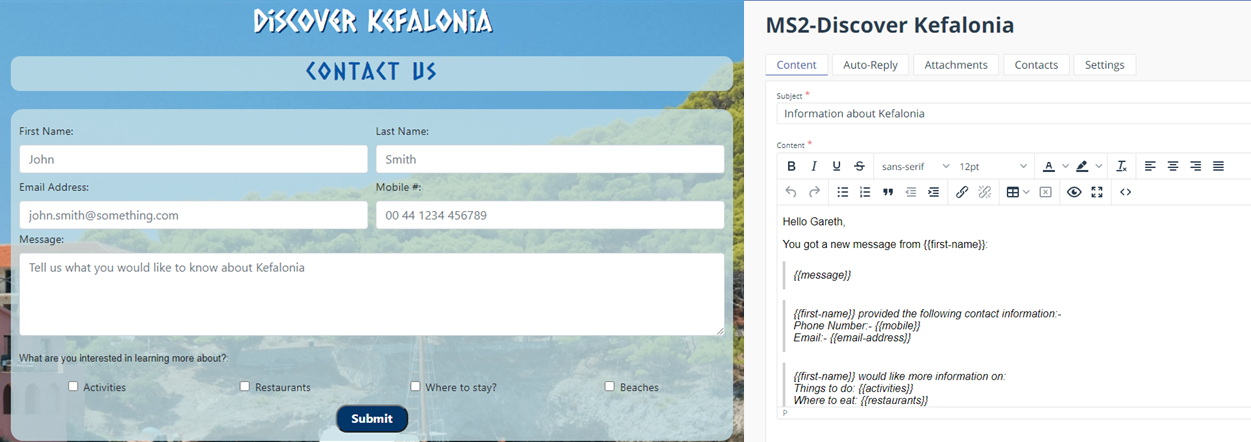 DISCOVER KEFALONIA
CONTACT US
First Name:
Last Name:
John
Smith
Email Address:
Mobile #:
john.smith@something.com
00 44 1234 456789
Message:
Tell us what you would like to know about Kefalonia
What are you interested in learning more about?:
Activities
Restaurants
Where to stay?
Beaches
Submit
MS2-Discover Kefalonia
Content
Auto-Reply
Attachments
Contacts
Settings
Subject *
Information about Kefalonia
Content *
B I U S sans-serif 12pt A
Hello Gareth,
You got a new message from {{first-name}}:
{{message}}
{{first-name}} provided the following contact information:-
Phone Number:- {{mobile}}
Email:- {{email-address}}
{{first-name}} would like more information on:
Things to do: {{activities}}
Where to eat: {{restaurants}}
P